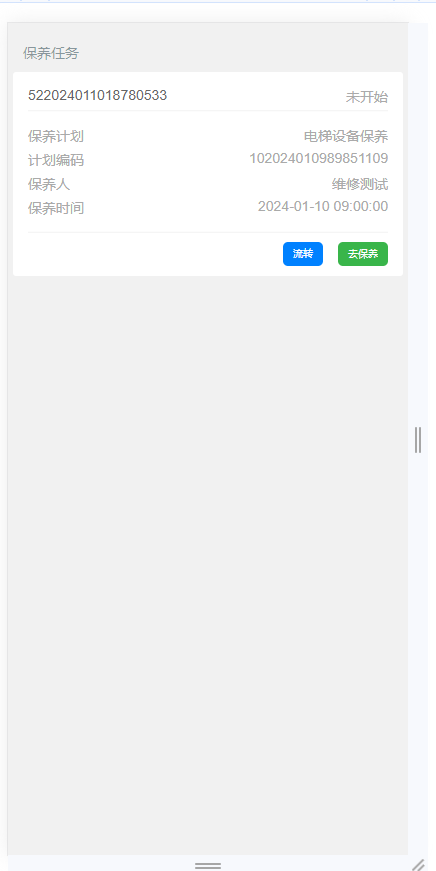 保养任务
522024011018780533 未开始
保养计划 电梯设备保养
计划编码 102024010989851109
保养人 维修测试
保养时间 2024-01-10 09:00:00
流转 去保养